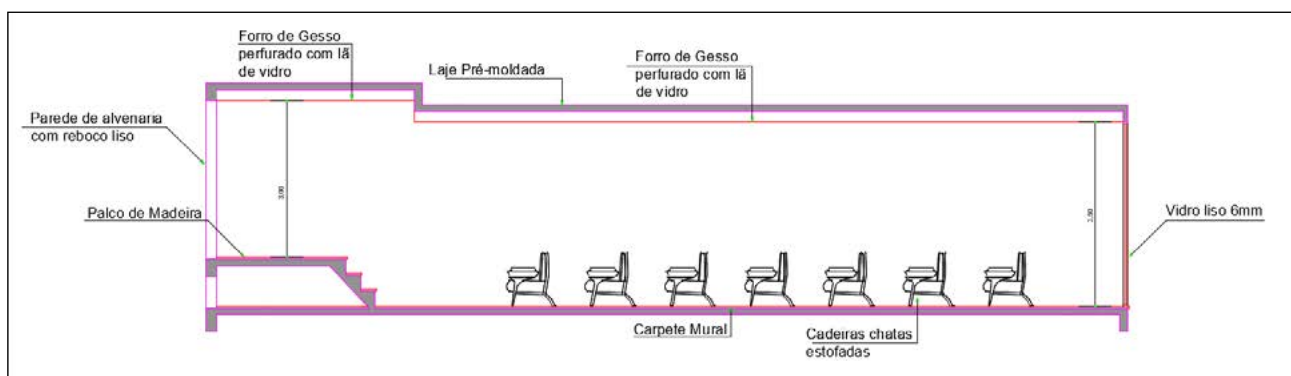 Forro de Gesso
perfurado com lã
de vidro
Laje Pré-moldada
Forro de Gesso
perfurado com lã
de vidro
Parede de alvenaria
com reboco liso
Palco de Madeira
Vidro liso 6mm
Carpete Mural
Cadeiras chatas
estofadas